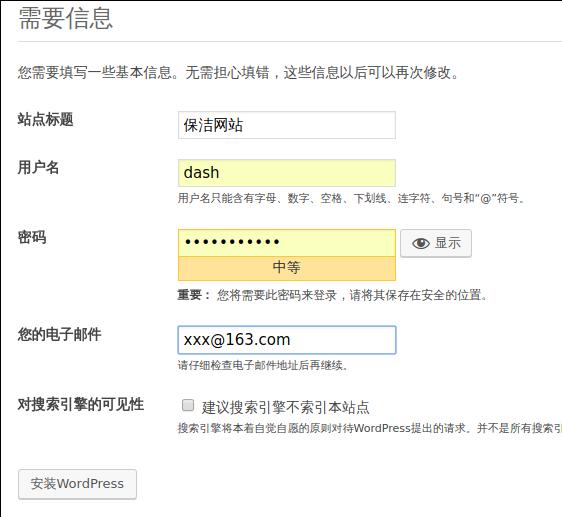 需要信息
您需要填写一些基本信息。无需担心填错，这些信息以后可以再次修改。
站点标题
保洁网站
用户名
dash
用户名只能含有字母、数字、空格、下划线、连字符、句号和“@”符号。
密码
•••••••••••
显示
中等
重要： 您将需要此密码来登录，请将其保存在安全的位置。
您的电子邮件
xxx@163.com
请仔细检查电子邮件地址后再继续。
对搜索引擎的可见性
建议搜索引擎不索引本站点
搜索引擎将本着自觉自愿的原则对待WordPress提出的请求。并不是所有搜索引
安装WordPress